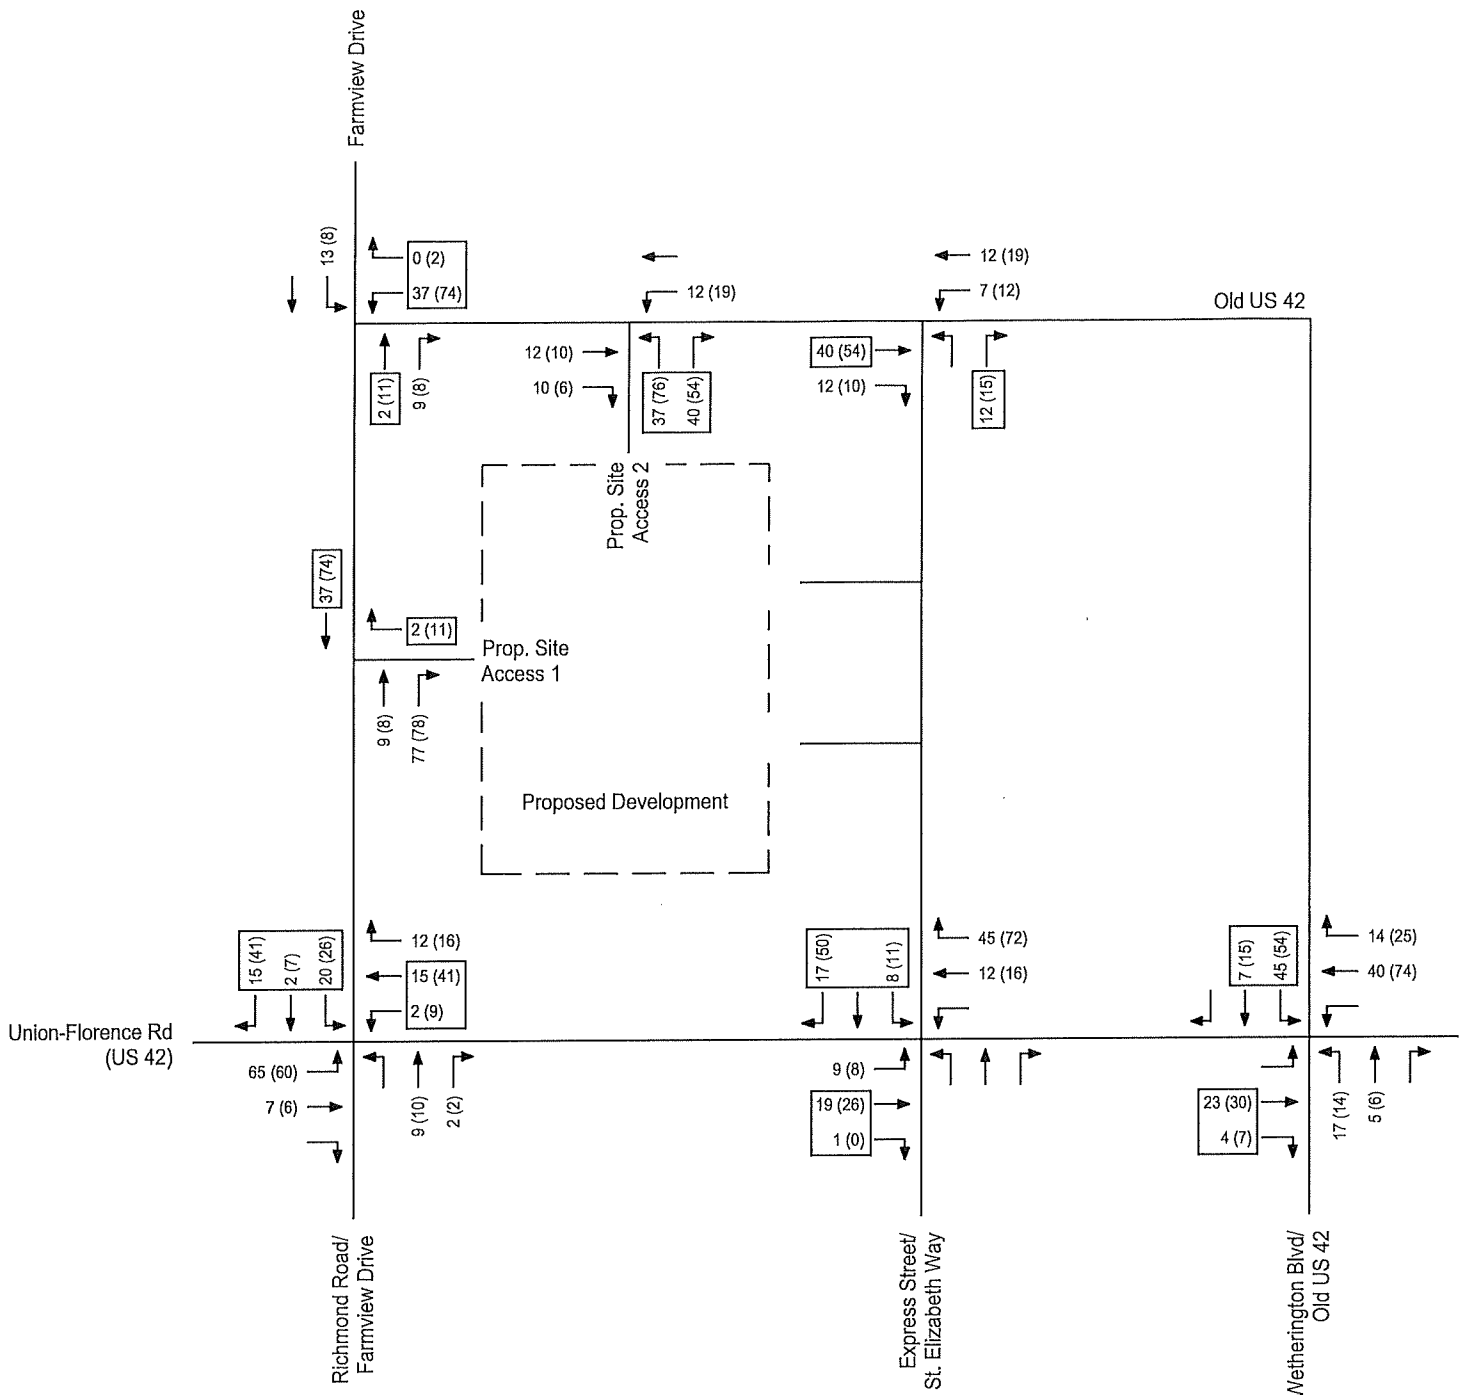 Farmview Drive
13 (8)
0 (2)
37 (74)
12 (19)
12 (19)
7 (12)
Old US 42
2 (11)
9 (8)
12 (10)
10 (6)
37 (76)
40 (54)
40 (54)
12 (10)
12 (15)
Prop. Site
Access 2
37 (74)
2 (11)
Prop. Site
Access 1
9 (8)
77 (78)
Proposed Development
15 (41)
2 (7)
20 (26)
12 (16)
15 (41)
2 (9)
17 (50)
8 (11)
45 (72)
12 (16)
7 (15)
45 (54)
14 (25)
40 (74)
Union-Florence Rd
(US 42)
65 (60)
7 (6)
9 (10)
2 (2)
9 (8)
19 (26)
1 (0)
23 (30)
4 (7)
17 (14)
5 (6)
Richmond Road/
Farmview Drive
Express Street/
St. Elizabeth Way
Wetherington Blvd/
Old US 42